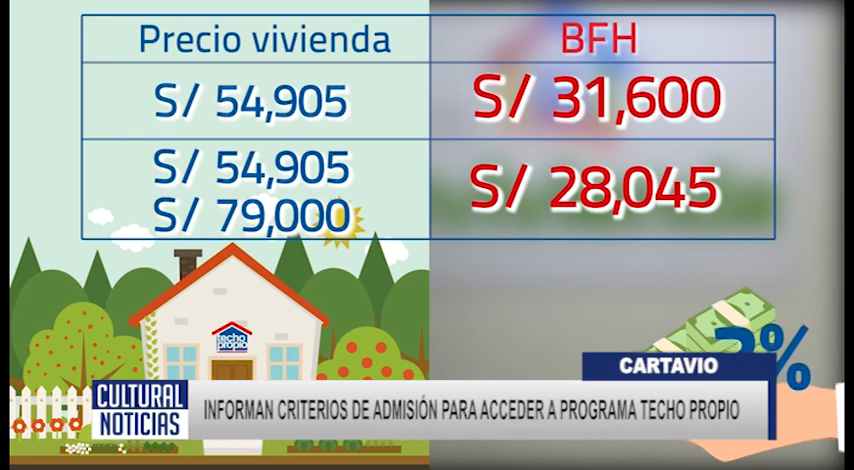 Precio vivienda
BFH
S/ 54,905
S/ 31,600
S/ 54,905
S/ 79,000
S/ 28,045
techo
propio
CARTAVIO
CULTURAL
NOTICIAS
INFORMAN CRITERIOS DE ADMISIÓN PARA ACCEDER A PROGRAMA TECHO PROPIO